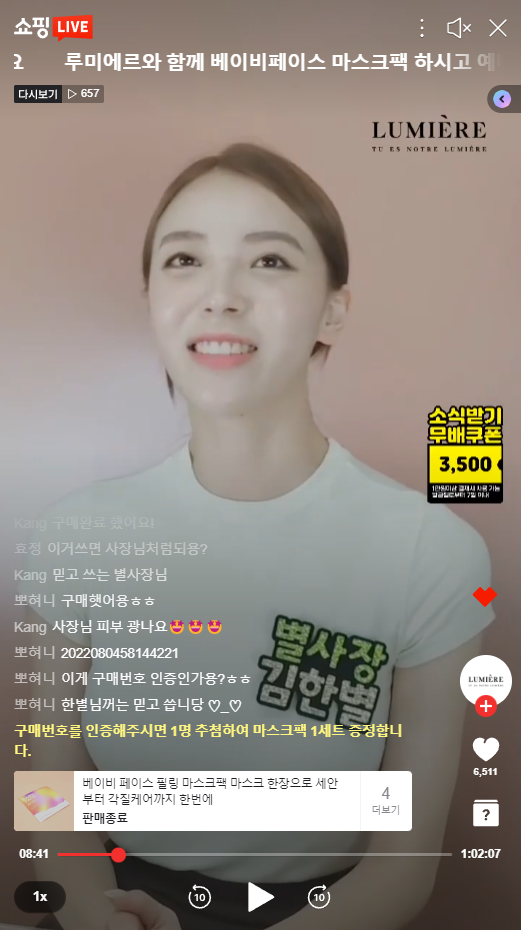 쇼핑 LIVE
요 루미에르와 함께 베이비페이스 마스크팩 하시고 예
다시보기 ▷ 657
LUMIÈRE
TU ES NOTRE LUMIÈRE
소식받기
무배쿠폰
3,500
Kang 구매완료 했어요!
효정 이거쓰면 사장님처럼되용?
Kang 믿고 쓰는 별사장님
뽀혀니 구매햇어용ㅎㅎ
Kang 사장님 피부 광나요🤩🤩🤩
뽀혀니 2022080458144221
뽀혀니 이게 구매번호 인증인가용?ㅎㅎ
뽀혀니 한별님꺼는 믿고 씁니당 ♡_♡
별사장
김한별
구매번호를 인증해주시면 1명 추첨하여 마스크팩 1세트 증정합니
다.
LUMIÈRE
6,511
베이비 페이스 필링 마스크팩 마스크 한장으로 세안
부터 각질케어까지 한번에
판매종료
4
더보기
?
08:41
1:02:07
1x
10
10